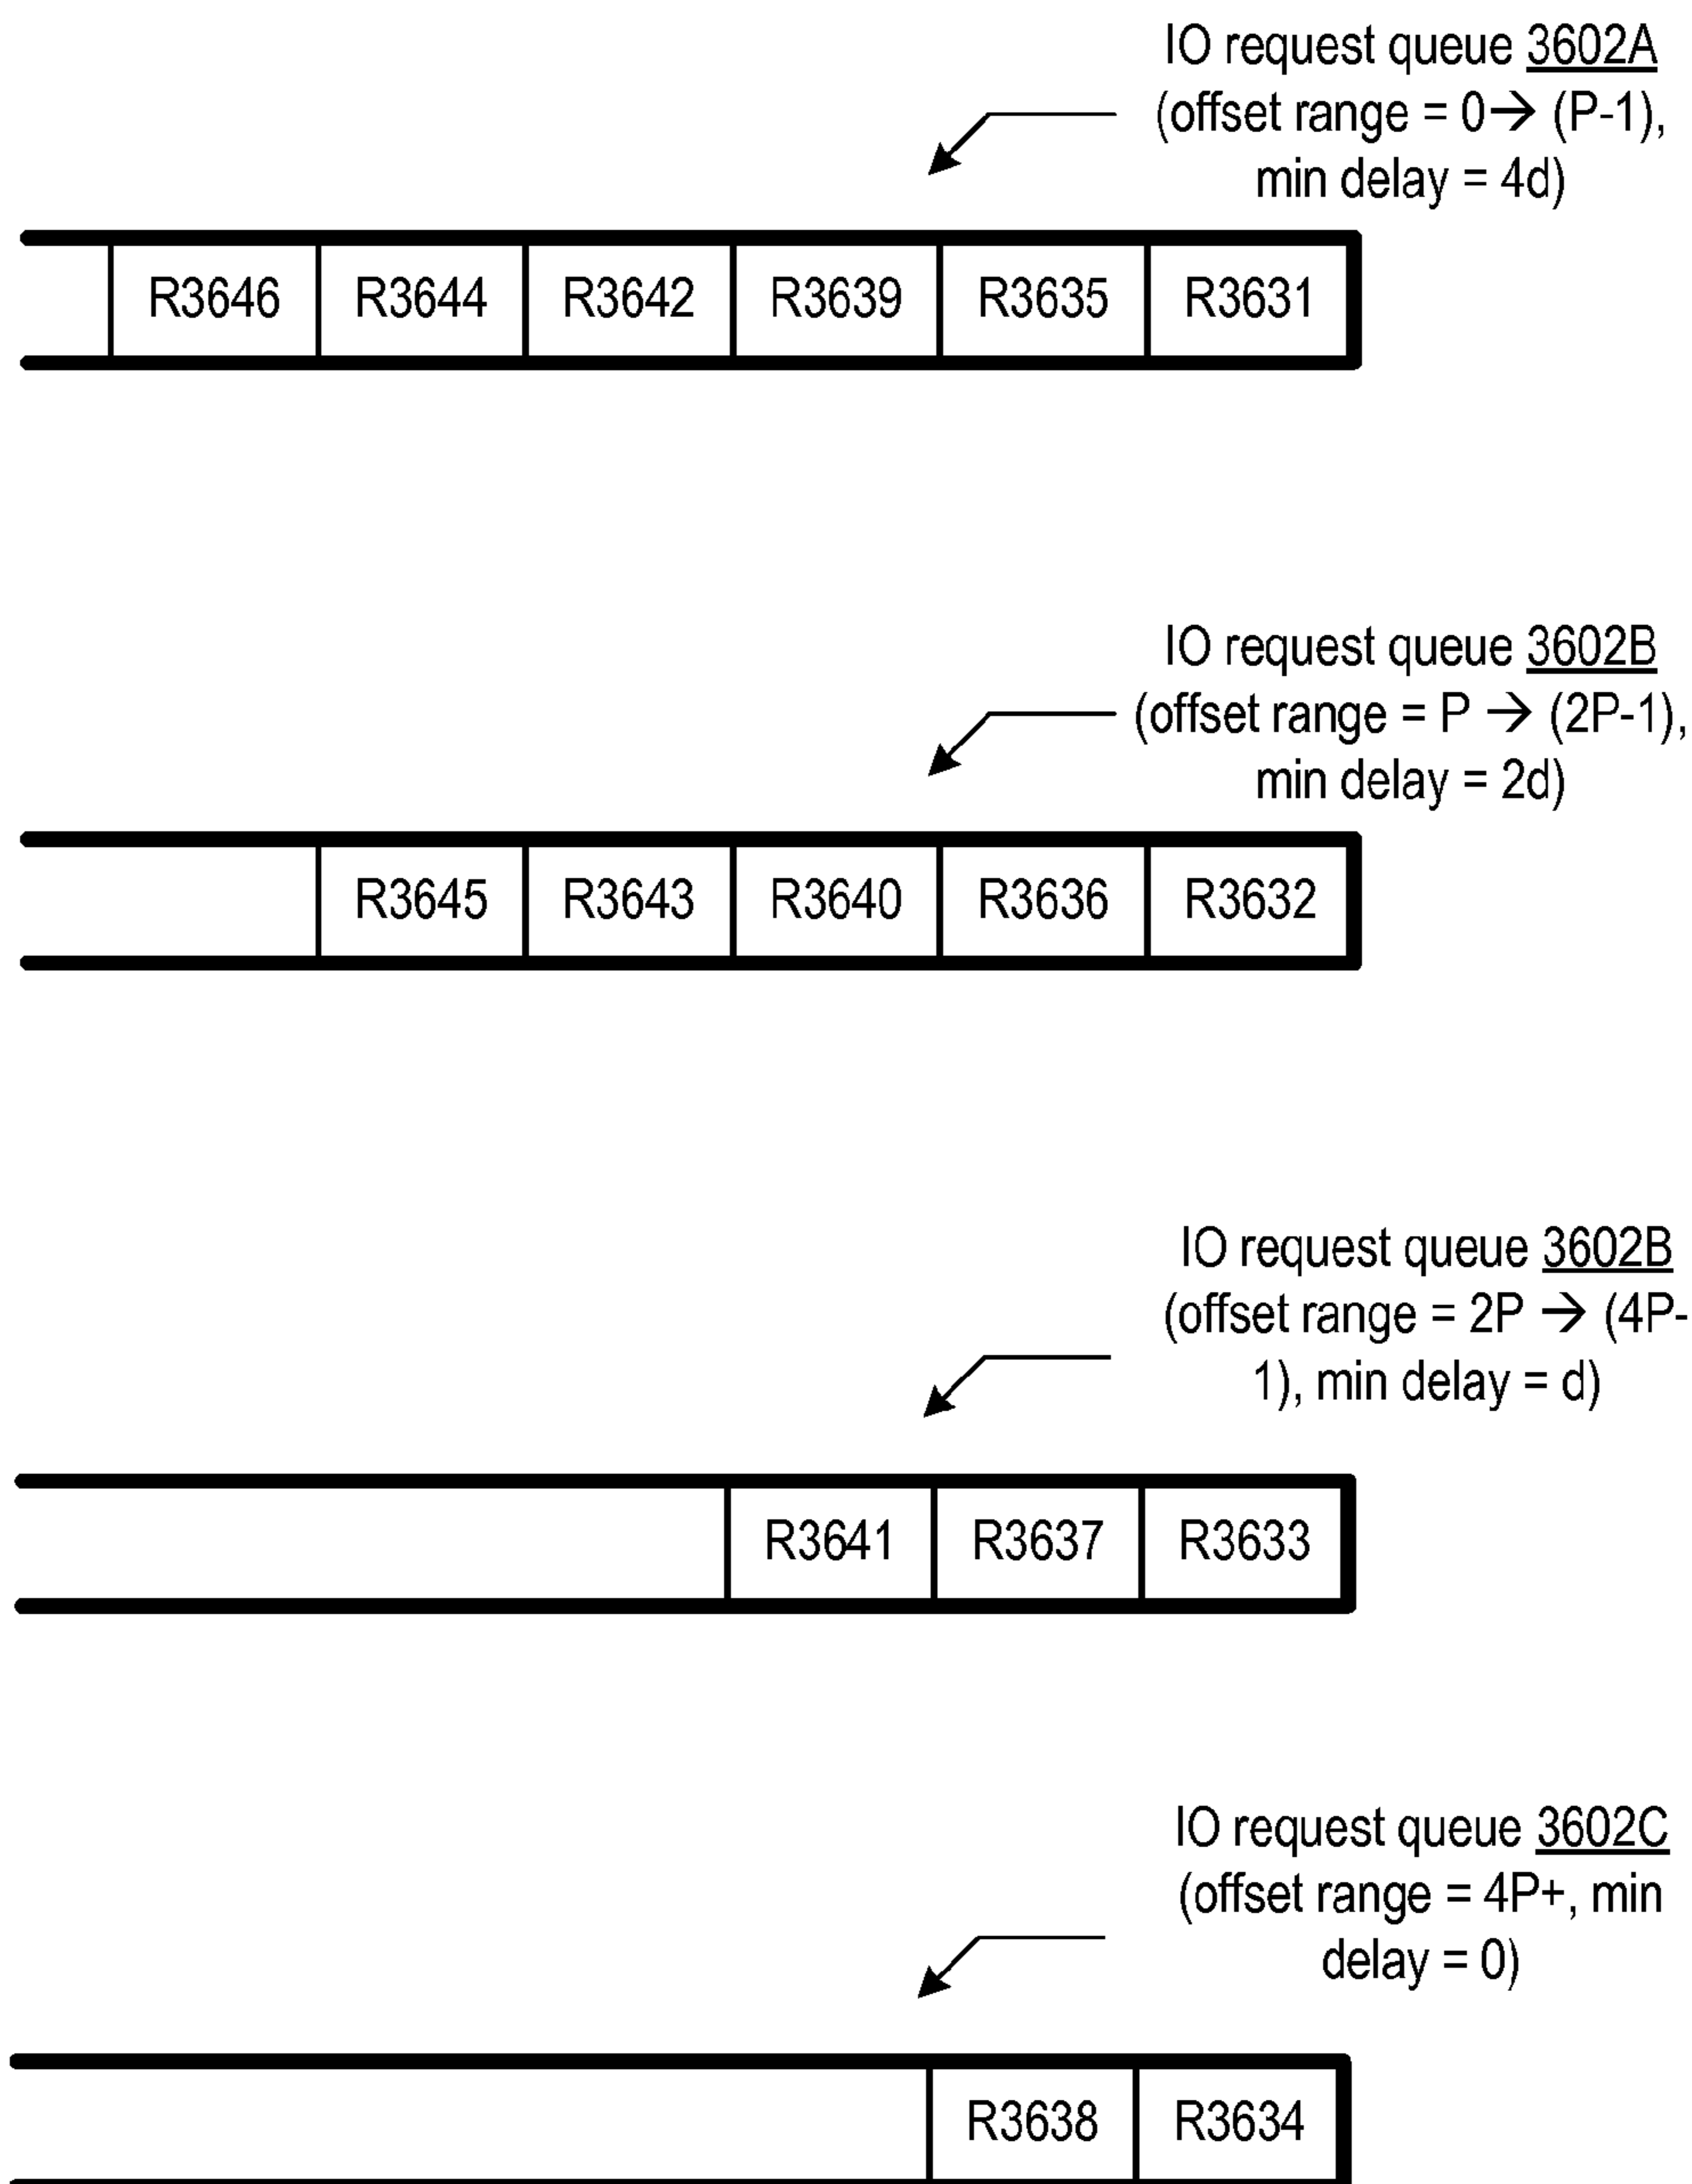 IO request queue 3602A
(offset range = 0→ (P-1),
min delay = 4d)
R3646 R3644 R3642 R3639 R3635 R3631
IO request queue 3602B
(offset range = P → (2P-1),
min delay = 2d)
R3645 R3643 R3640 R3636 R3632
IO request queue 3602B
(offset range = 2P → (4P-
1), min delay = d)
R3641 R3637 R3633
IO request queue 3602C
(offset range = 4P+, min
delay = 0)
R3638 R3634